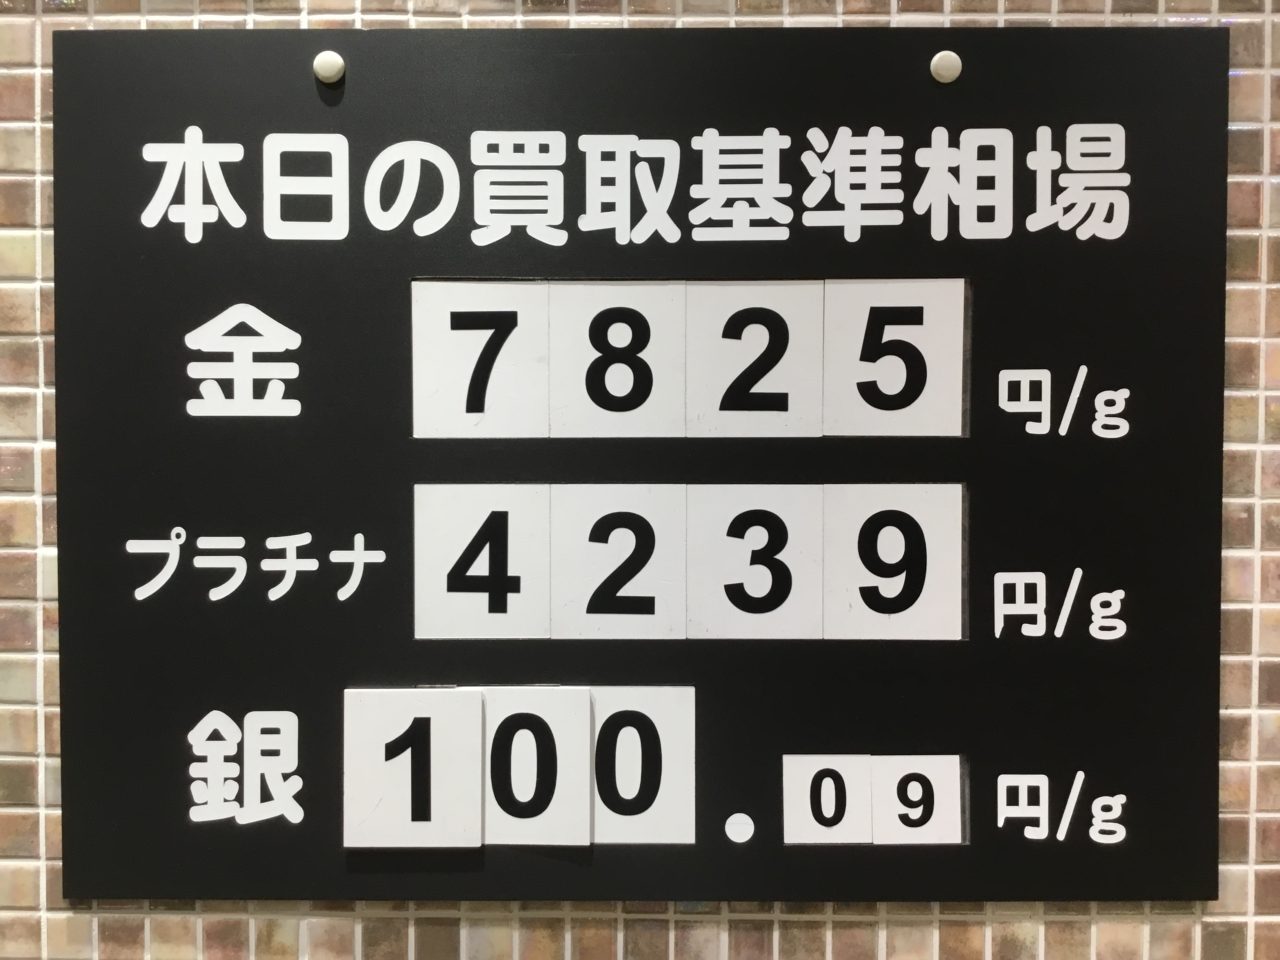 本日の買取基準相場
金 7825 円/g
プラチナ 4239 円/g
銀 100.09 円/g